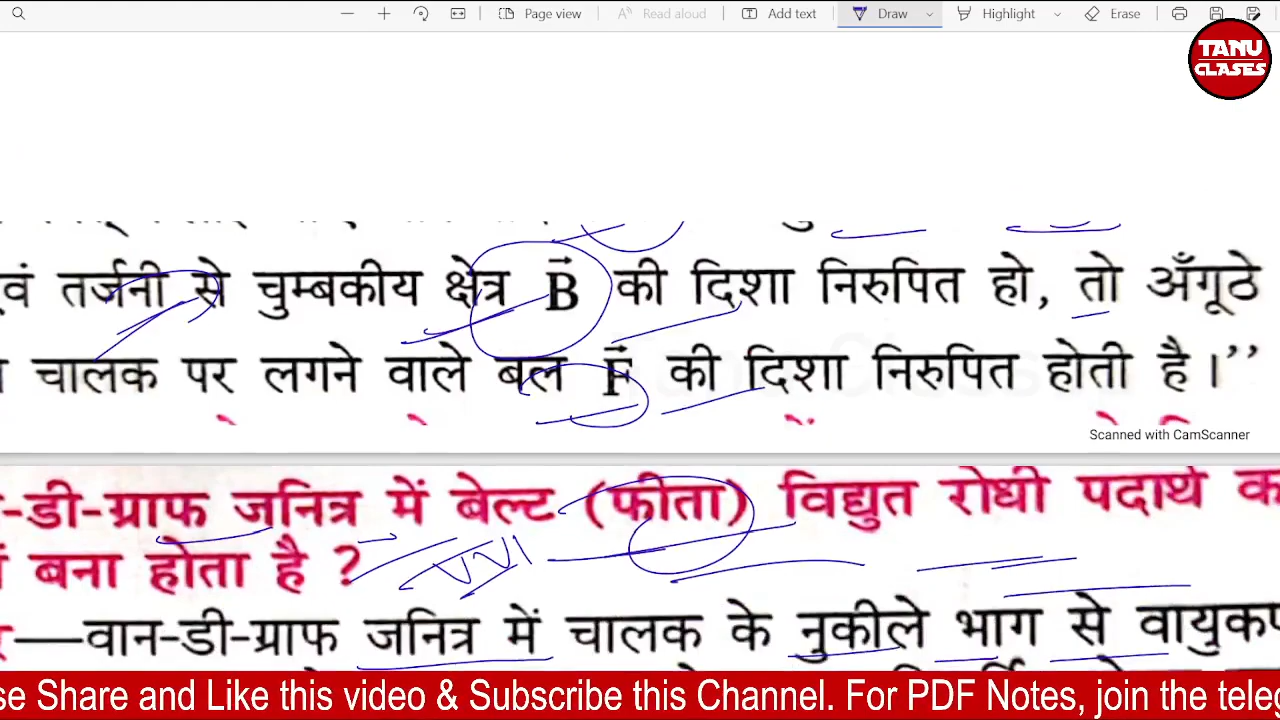 Page view
Read aloud
Add text
Draw
Highlight
Erase
TANU
CLASES
तर्जनी से चुम्बकीय क्षेत्र B⃗ की दिशा निरुपित हो, तो अँगूठे
चालक पर लगने वाले बल F⃗ की दिशा निरुपित होती है।’’
Scanned with CamScanner
-डी-ग्राफ जनित्र में बेल्ट (फीता) विद्युत रोधी पदार्थ
बना होता है ?
VVI
—वान-डी-ग्राफ जनित्र में चालक के नुकीले भाग से
se Share and Like this video & Subscribe this Channel. For PDF Notes, join the teleg